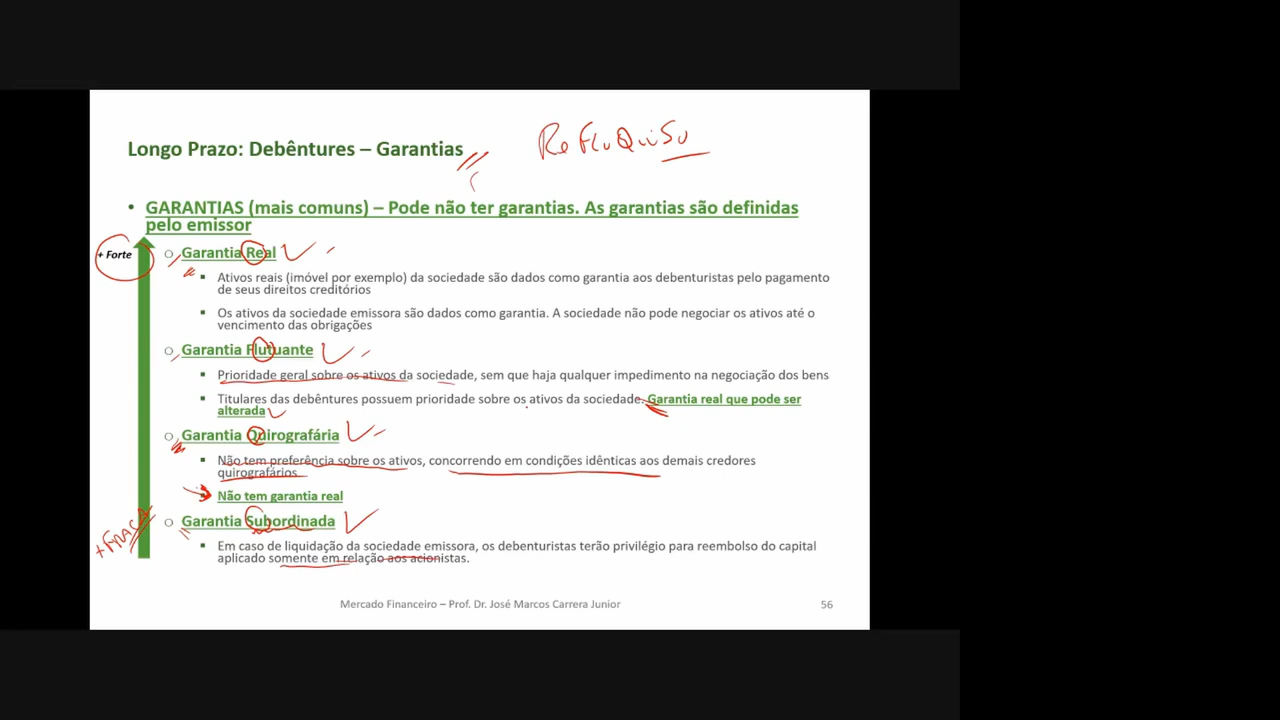 Longo Prazo: Debêntures – Garantias
ReFluQuiSu
• GARANTIAS (mais comuns) – Pode não ter garantias. As garantias são definidas
pelo emissor
+ Forte
o Garantia Real
▪ Ativos reais (imóvel por exemplo) da sociedade são dados como garantia aos debenturistas pelo pagamento
de seus direitos creditórios
▪ Os ativos da sociedade emissora são dados como garantia. A sociedade não pode negociar os ativos até o
vencimento das obrigações
o Garantia Flutuante
▪ Prioridade geral sobre os ativos da sociedade, sem que haja qualquer impedimento na negociação dos bens
▪ Titulares das debêntures possuem prioridade sobre os ativos da sociedade. Garantia real que pode ser
alterada
o Garantia Quirografária
▪ Não tem preferência sobre os ativos, concorrendo em condições idênticas aos demais credores
quirografários
▪ Não tem garantia real
+ FRACA
o Garantia Subordinada
▪ Em caso de liquidação da sociedade emissora, os debenturistas terão privilégio para reembolso do capital
aplicado somente em relação aos acionistas.
Mercado Financeiro – Prof. Dr. José Marcos Carrera Junior
56